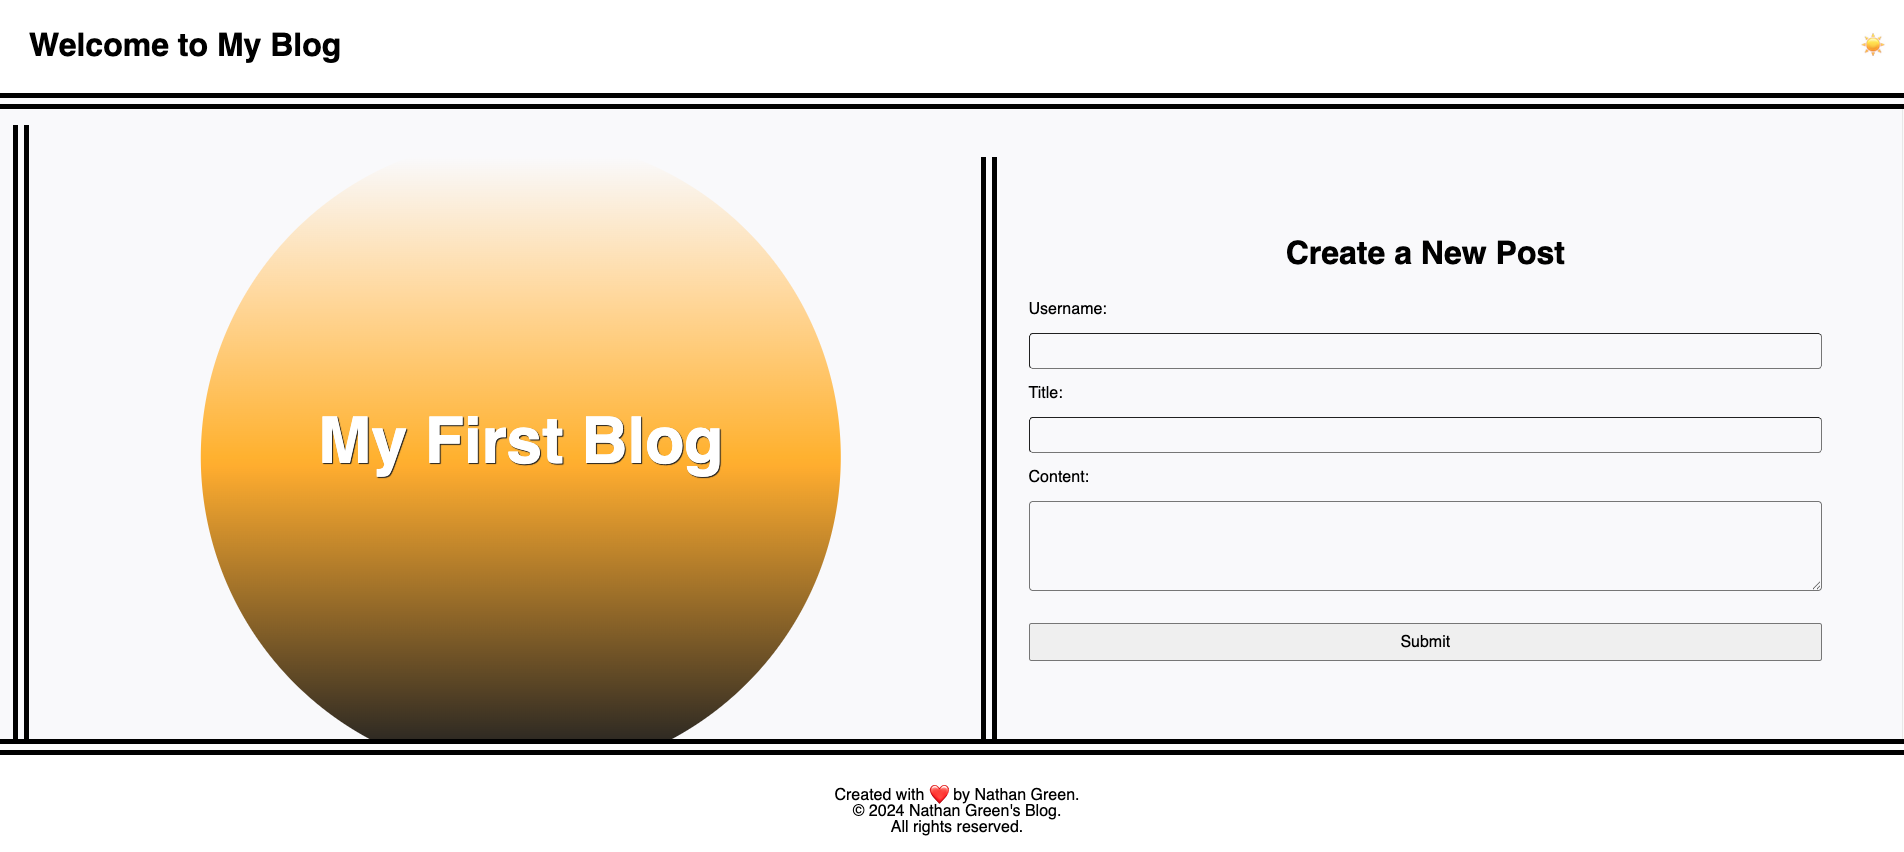 Welcome to My Blog ☀️
My First Blog
Create a New Post
Username:
Title:
Content:
Submit
Created with ❤️ by Nathan Green.
© 2024 Nathan Green's Blog.
All rights reserved.